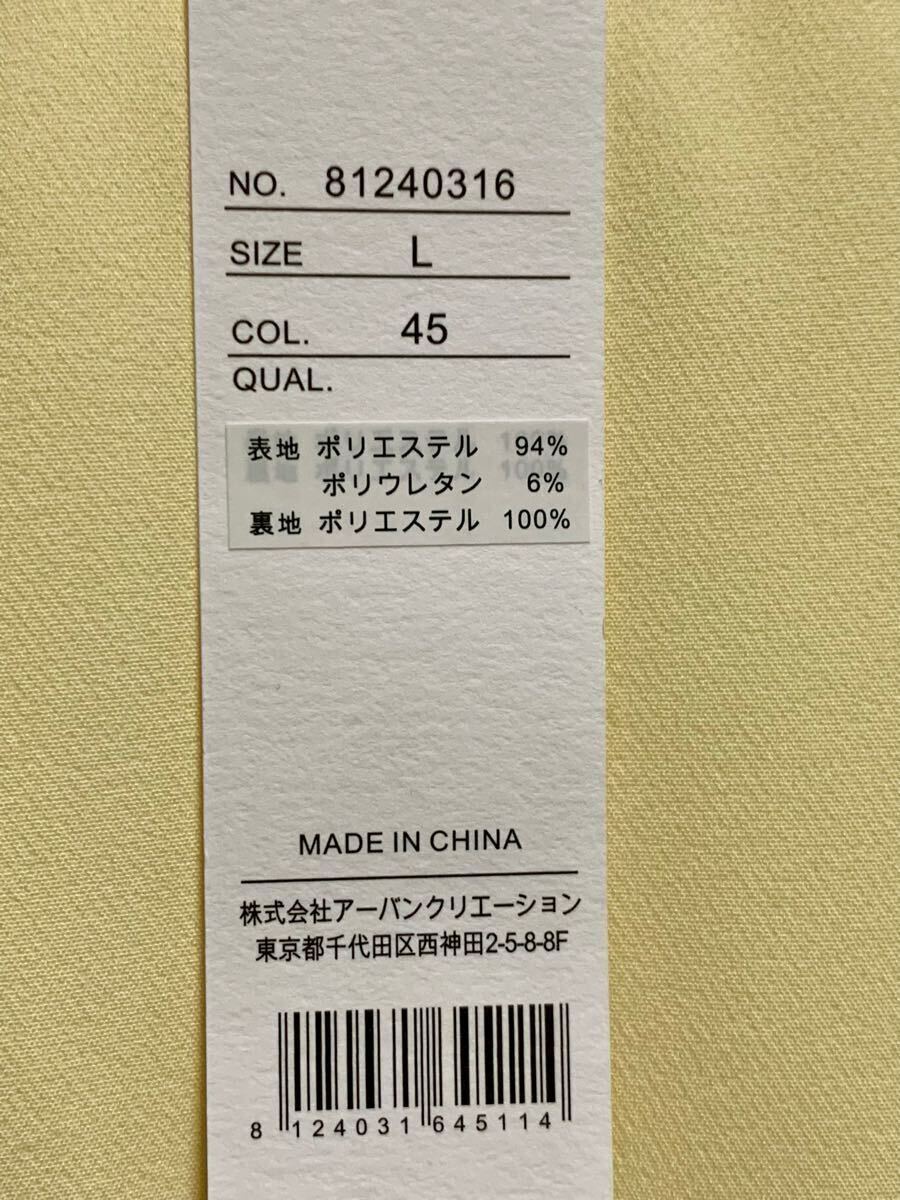 NO. 81240316
SIZE L
COL. 45
QUAL.
表地 ポリエステル 94%
ポリウレタン 6%
裏地 ポリエステル 100%
MADE IN CHINA
株式会社アーバンクリエーション
東京都千代田区西神田2-5-8-8F
8 124031 645114